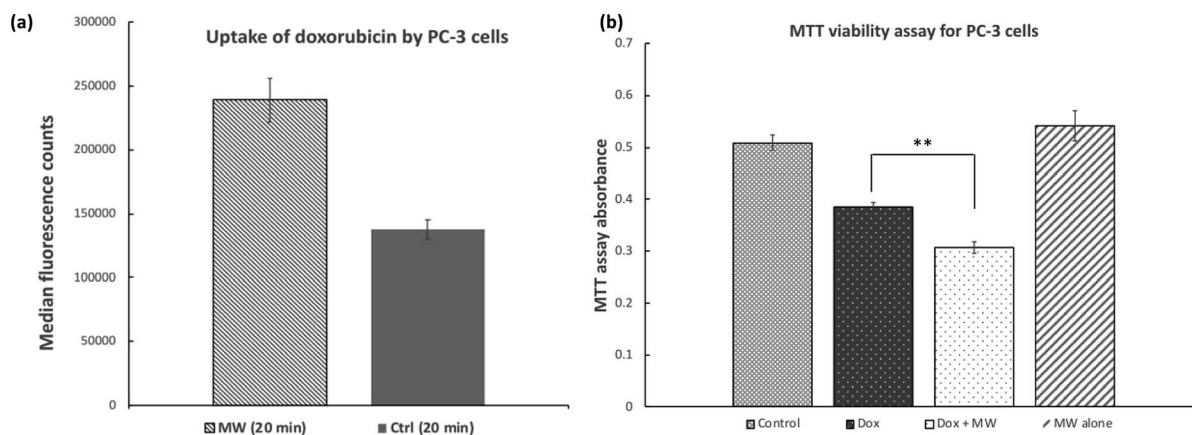 (a)
Uptake of doxorubicin by PC-3 cells
Median fluorescence counts
300000
250000
200000
150000
100000
50000
0
MW (20 min) Ctrl (20 min)
(b)
MTT viability assay for PC-3 cells
MTT assay absorbance
0.7
0.6
0.5
0.4
0.3
0.2
0.1
0
**
Control Dox Dox + MW MW alone